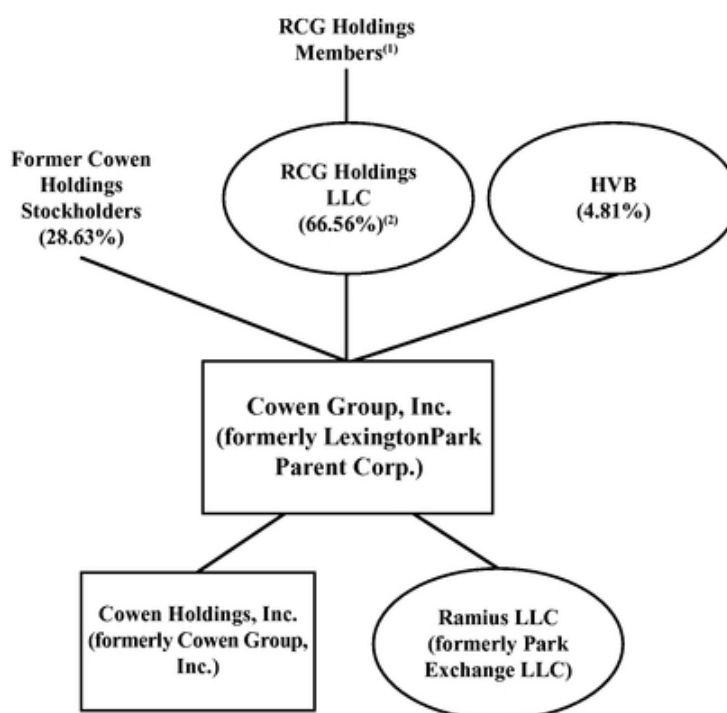 RCG Holdings
Members(1)
Former Cowen
Holdings
Stockholders
(28.63%)
RCG Holdings
LLC
(66.56%)(2)
HVB
(4.81%)
Cowen Group, Inc.
(formerly LexingtonPark
Parent Corp.)
Cowen Holdings, Inc.
(formerly Cowen Group,
Inc.)
Ramius LLC
(formerly Park
Exchange LLC)